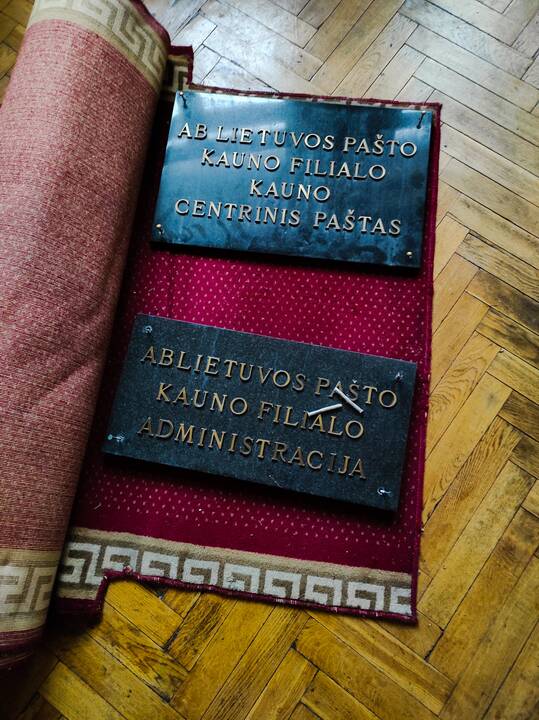 AB LIETUVOS PAŠTO
KAUNO FILIALO
KAUNO
CENTRINIS PAŠTAS
AB LIETUVOS PAŠTO
KAUNO FILIALO
ADMINISTRACIJA